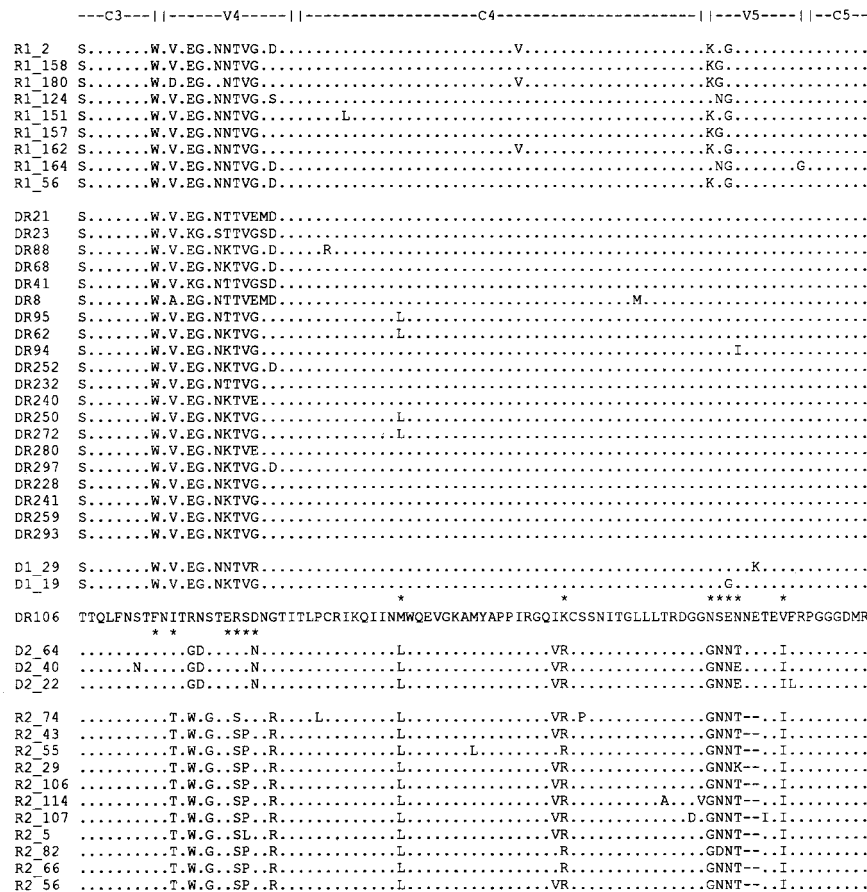 ---C3---||-----V4-----||--------------------C4--------------------||---V5----||--C5--
R1_2 S.......W.V.EG.NNTVG.D..........................V....................K.G...............
R1_158 S.......W.V.EG.NNTVG.D...............................................KG................
R1_180 S.......W.D.EG..NTVG.D..........................V....................KG................
R1_124 S.......W.V.EG.NNTVG.S................................................NG...............
R1_151 S.......W.V.EG.NNTVG.........L.......................................K.G...............
R1_157 S.......W.V.EG.NNTVG.................................................KG................
R1_162 S.......W.V.EG.NNTVG............................V....................K.G...............
R1_164 S.......W.V.EG.NNTVG.D................................................NG.......G.......
R1_56 S.......W.V.EG.NNTVG.D...............................................K.G...............
DR21 S.......W.V.EG.NTTVEMD.................................................................
DR23 S.......W.V.KG.STTVGSD.................................................................
DR88 S.......W.V.EG.NKTVG.D.....R...........................................................
DR68 S.......W.V.EG.NKTVG.D.................................................................
DR41 S.......W.V.KG.NTTVGSD.................................................................
DR8 S.......W.A.EG.NTTVEMD.......................................M.........................
DR95 S.......W.V.EG.NTTVG...............L...................................................
DR62 S.......W.V.EG.NKTVG...............L...................................................
DR94 S.......W.V.EG.NKTVG....................................................I..............
DR252 S.......W.V.EG.NKTVG.D.................................................................
DR232 S.......W.V.EG.NTTVG...................................................................
DR240 S.......W.V.EG.NKTVE...................................................................
DR250 S.......W.V.EG.NKTVG...............L...................................................
DR272 S.......W.V.EG.NKTVG...............L...................................................
DR280 S.......W.V.EG.NKTVE...................................................................
DR297 S.......W.V.EG.NKTVG.D.................................................................
DR228 S.......W.V.EG.NKTVG...................................................................
DR241 S.......W.V.EG.NKTVG...................................................................
DR259 S.......W.V.EG.NKTVG...................................................................
DR293 S.......W.V.EG.NKTVG...................................................................
D1_29 S.......W.V.EG.NNTVR......................................................K............
D1_19 S.......W.V.EG.NNTVG...................................................G...............
* * **** *
DR106 TTQLFNSTFNITRNSTERSDNGTITLPCRIKQIINMWQEVGKAMYAPPIRGQIKCSSNITGLLLTRDGGNSENNETEVFRPGGGDMR
* * ****
D2_64 ............GD.....N...............L................VR...............GNNT....I.........
D2_40 ......N.....GD.....N...............L................VR...............GNNE....I.........
D2_22 ............GD.....N...............L................VR...............GNNE....IL........
R2_74 ..........T.W.G..S...R....P........L................VR.P.............GNNT--..I.........
R2_43 ..........T.W.G..SP..R.............L................VR...............GNNT--..I.........
R2_55 ..........T.W.G..SP..R.............L.......M.........R...............GNNT--..I.........
R2_29 ..........T.W.G..SP..R.............L................VR...............GNNK--..I.........
R2_106 ..........T.W.G..SP..R.............L................VR...............GNNT--..I.........
R2_114 ..........T.W.G..SP..R.............L................VR..........A...VGNNT--..I.........
R2_107 ..........T.W.G..SP..R.............L................VR.............D.GNNT--I.I.........
R2_5 ..........T.W.G..SL..R.............L................VR...............GNNT--..I.........
R2_82 ..........T.W.G..SP..R.............L.................R...............GDNT--..I.........
R2_66 ..........T.W.G..SP..R.............L.................R...............GNNT--..I.........
R2_56 ..........T.W.G..SP..R.............L................VR...............GNNT--..I.........